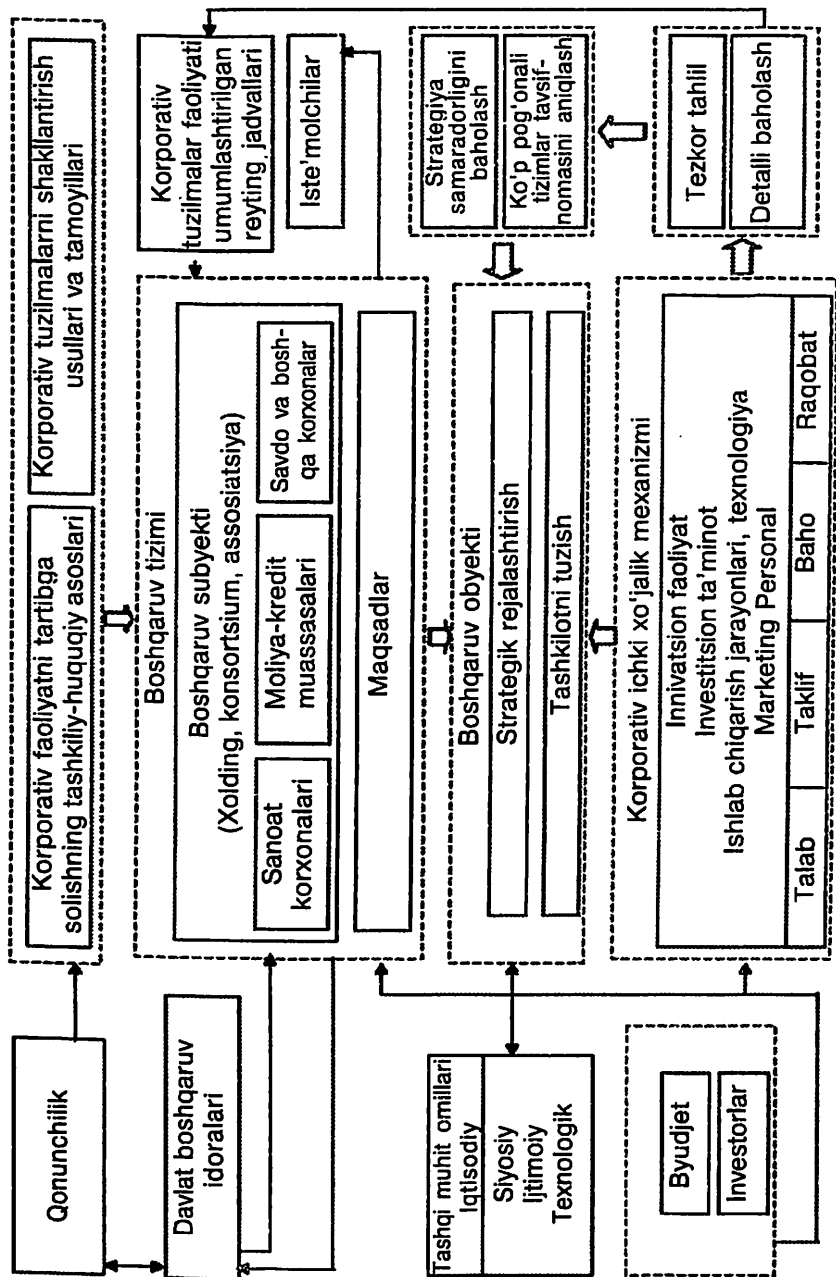 Qonunchilik
Korporativ faoliyatni tartibga
solishning tashkiliy-huquqiy asoslari
Korporativ tuzilmalarni shakllantirish
usullari va tamoyillari
Davlat boshqaruv
idoralari
Boshqaruv tizimi
Boshqaruv subyekti
(Xolding, konsortsium, assosiatsiya)
Sanoat
korxonalari
Moliya-kredit
muassasalari
Savdo va bosh-
qa korxonalar
Maqsadlar
Korporativ
tuzilmalar faoliyati
umumlashtirilgan
reyting jadvallari
Iste'molchilar
Tashqi muhit omillari
Iqtisodiy
Siyosiy
Ijtimoiy
Texnologik
Boshqaruv obyekti
Strategik rejalashtirish
Tashkilotni tuzish
Strategiya
samaradorligini
baholash
Ko'p pog'onali
tizimlar tavsif-
nomasini aniqlash
Byudjet
Investorlar
Korporativ ichki xo'jalik mexanizmi
Innivatsion faoliyat
Investitsion ta'minot
Ishlab chiqarish jarayonlari, texnologiya
Marketing Personal
Talab
Taklif
Baho
Raqobat
Tezkor tahlil
Detalli baholash